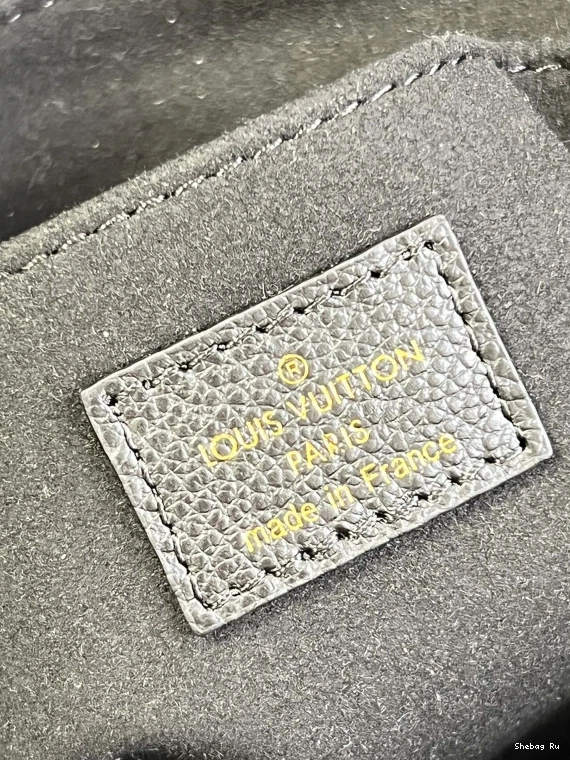 ®
LOUIS VUITTON
PARIS
made in France
Shebag Ru